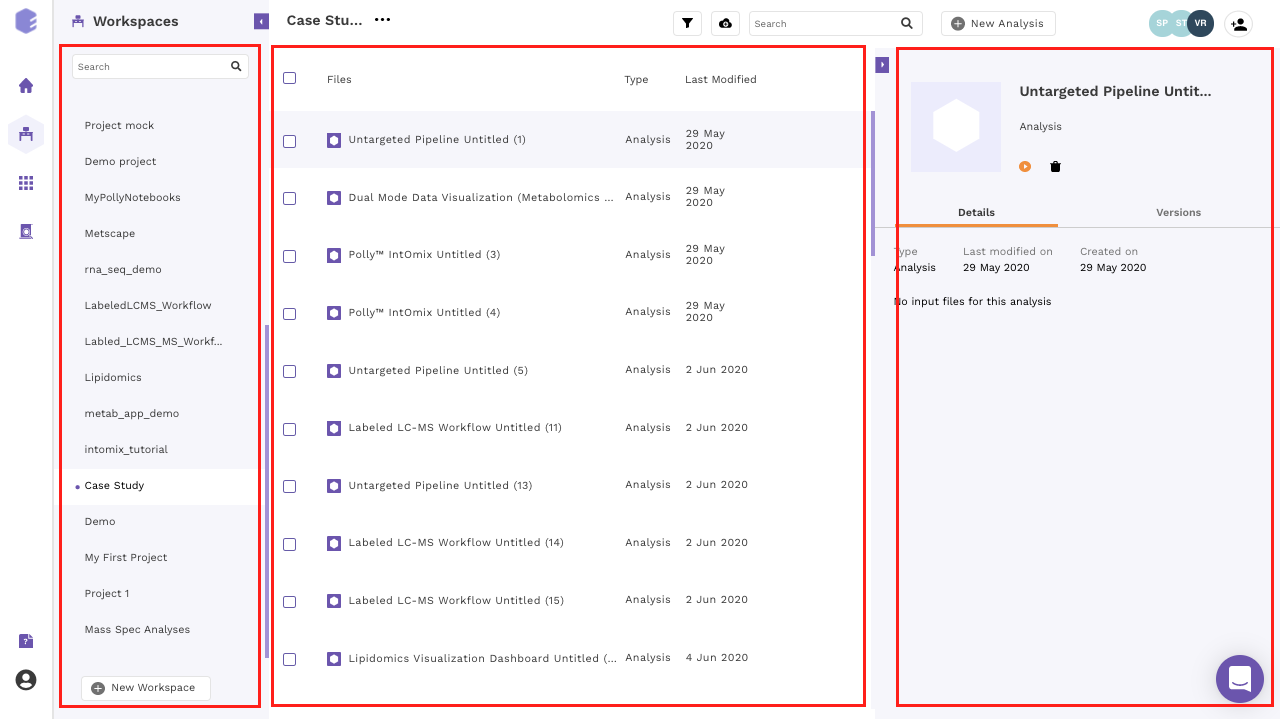 Workspaces
Search
Project mock
Demo project
MyPollyNotebooks
Metscape
rna_seq_demo
LabeledLCMS_Workflow
Labled_LCMS_MS_Workf...
Lipidomics
metab_app_demo
intomix_tutorial
Case Study
Demo
My First Project
Project 1
Mass Spec Analyses
New Workspace
?
Case Stu... •••
Search
New Analysis
SP ST VR
Files Type Last Modified
Untargeted Pipeline Untitled (1) Analysis 29 May
2020
Dual Mode Data Visualization (Metabolomics ... Analysis 29 May
2020
Polly™ IntOmix Untitled (3) Analysis 29 May
2020
Polly™ IntOmix Untitled (4) Analysis 29 May
2020
Untargeted Pipeline Untitled (5) Analysis 2 Jun 2020
Labeled LC-MS Workflow Untitled (11) Analysis 2 Jun 2020
Untargeted Pipeline Untitled (13) Analysis 2 Jun 2020
Labeled LC-MS Workflow Untitled (14) Analysis 2 Jun 2020
Labeled LC-MS Workflow Untitled (15) Analysis 2 Jun 2020
Lipidomics Visualization Dashboard Untitled (... Analysis 4 Jun 2020
Untargeted Pipeline Untit...
Analysis
Details Versions
Type Last modified on Created on
Analysis 29 May 2020 29 May 2020
No input files for this analysis